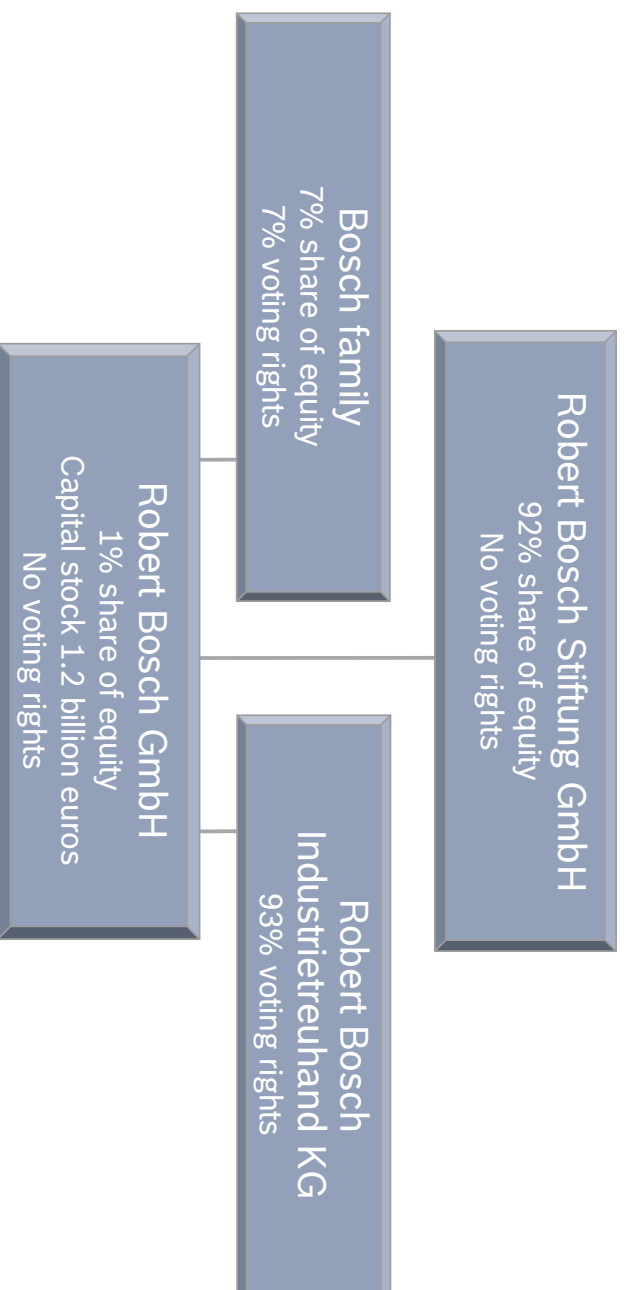 Robert Bosch Stiftung GmbH
92% share of equity
No voting rights
Bosch family
7% share of equity
7% voting rights
Robert Bosch
Industrietreuhand KG
93% voting rights
Robert Bosch GmbH
1% share of equity
Capital stock 1.2 billion euros
No voting rights